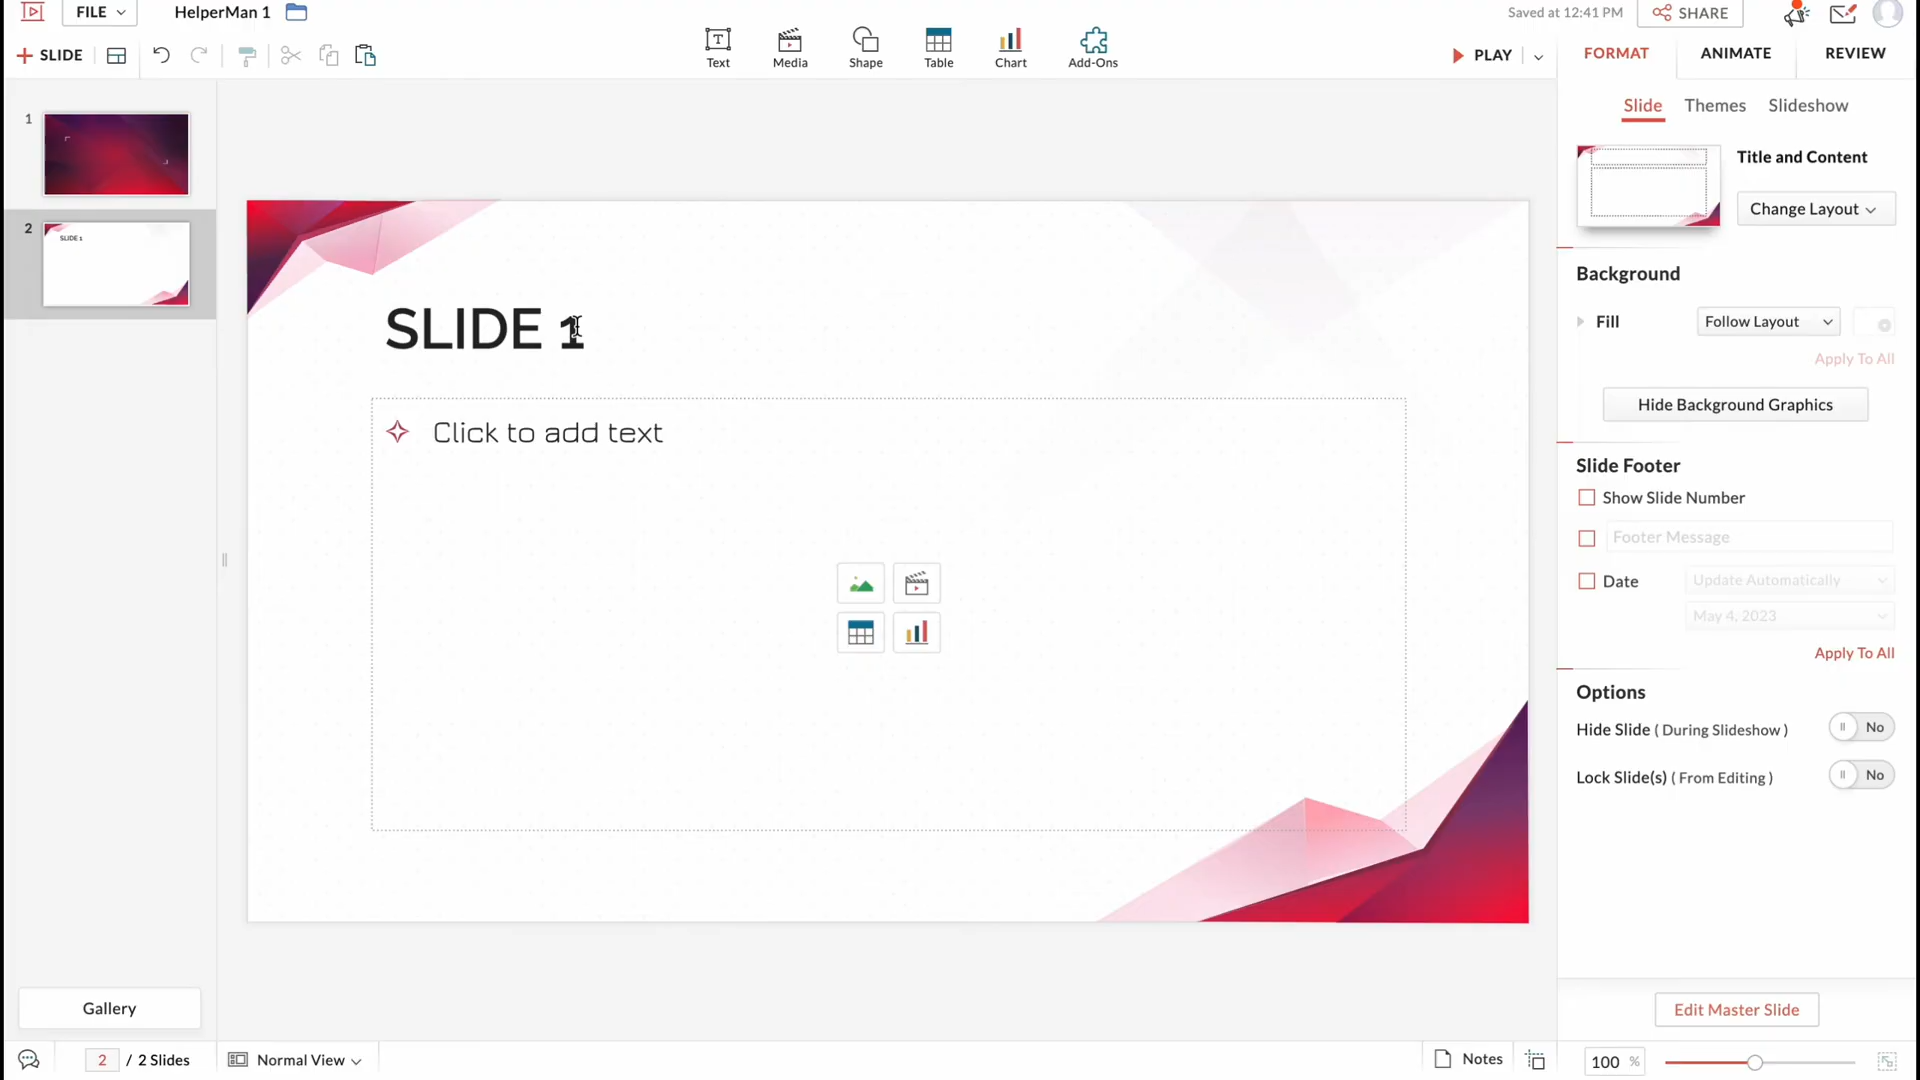 FILE
HelperMan 1
Saved at 12:41 PM
SHARE
SLIDE
Text
Media
Shape
Table
Chart
Add-Ons
PLAY
FORMAT
ANIMATE
REVIEW
Slide
Themes
Slideshow
1
2
SLIDE 1
SLIDE 1
Click to add text
Title and Content
Change Layout
Background
Fill
Follow Layout
Apply To All
Hide Background Graphics
Slide Footer
Show Slide Number
Footer Message
Date
Update Automatically
May 4, 2023
Apply To All
Options
Hide Slide ( During Slideshow )
No
Lock Slide(s) ( From Editing )
No
Edit Master Slide
Gallery
2 / 2 Slides
Normal View
Notes
100 %